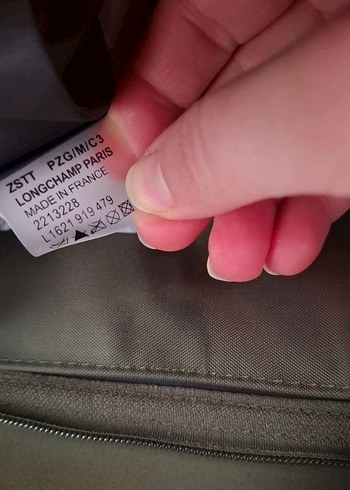 ZSTT PZG/M/C3
LONGCHAMP PARIS
MADE IN FRANCE
2213228
L1621 919 479